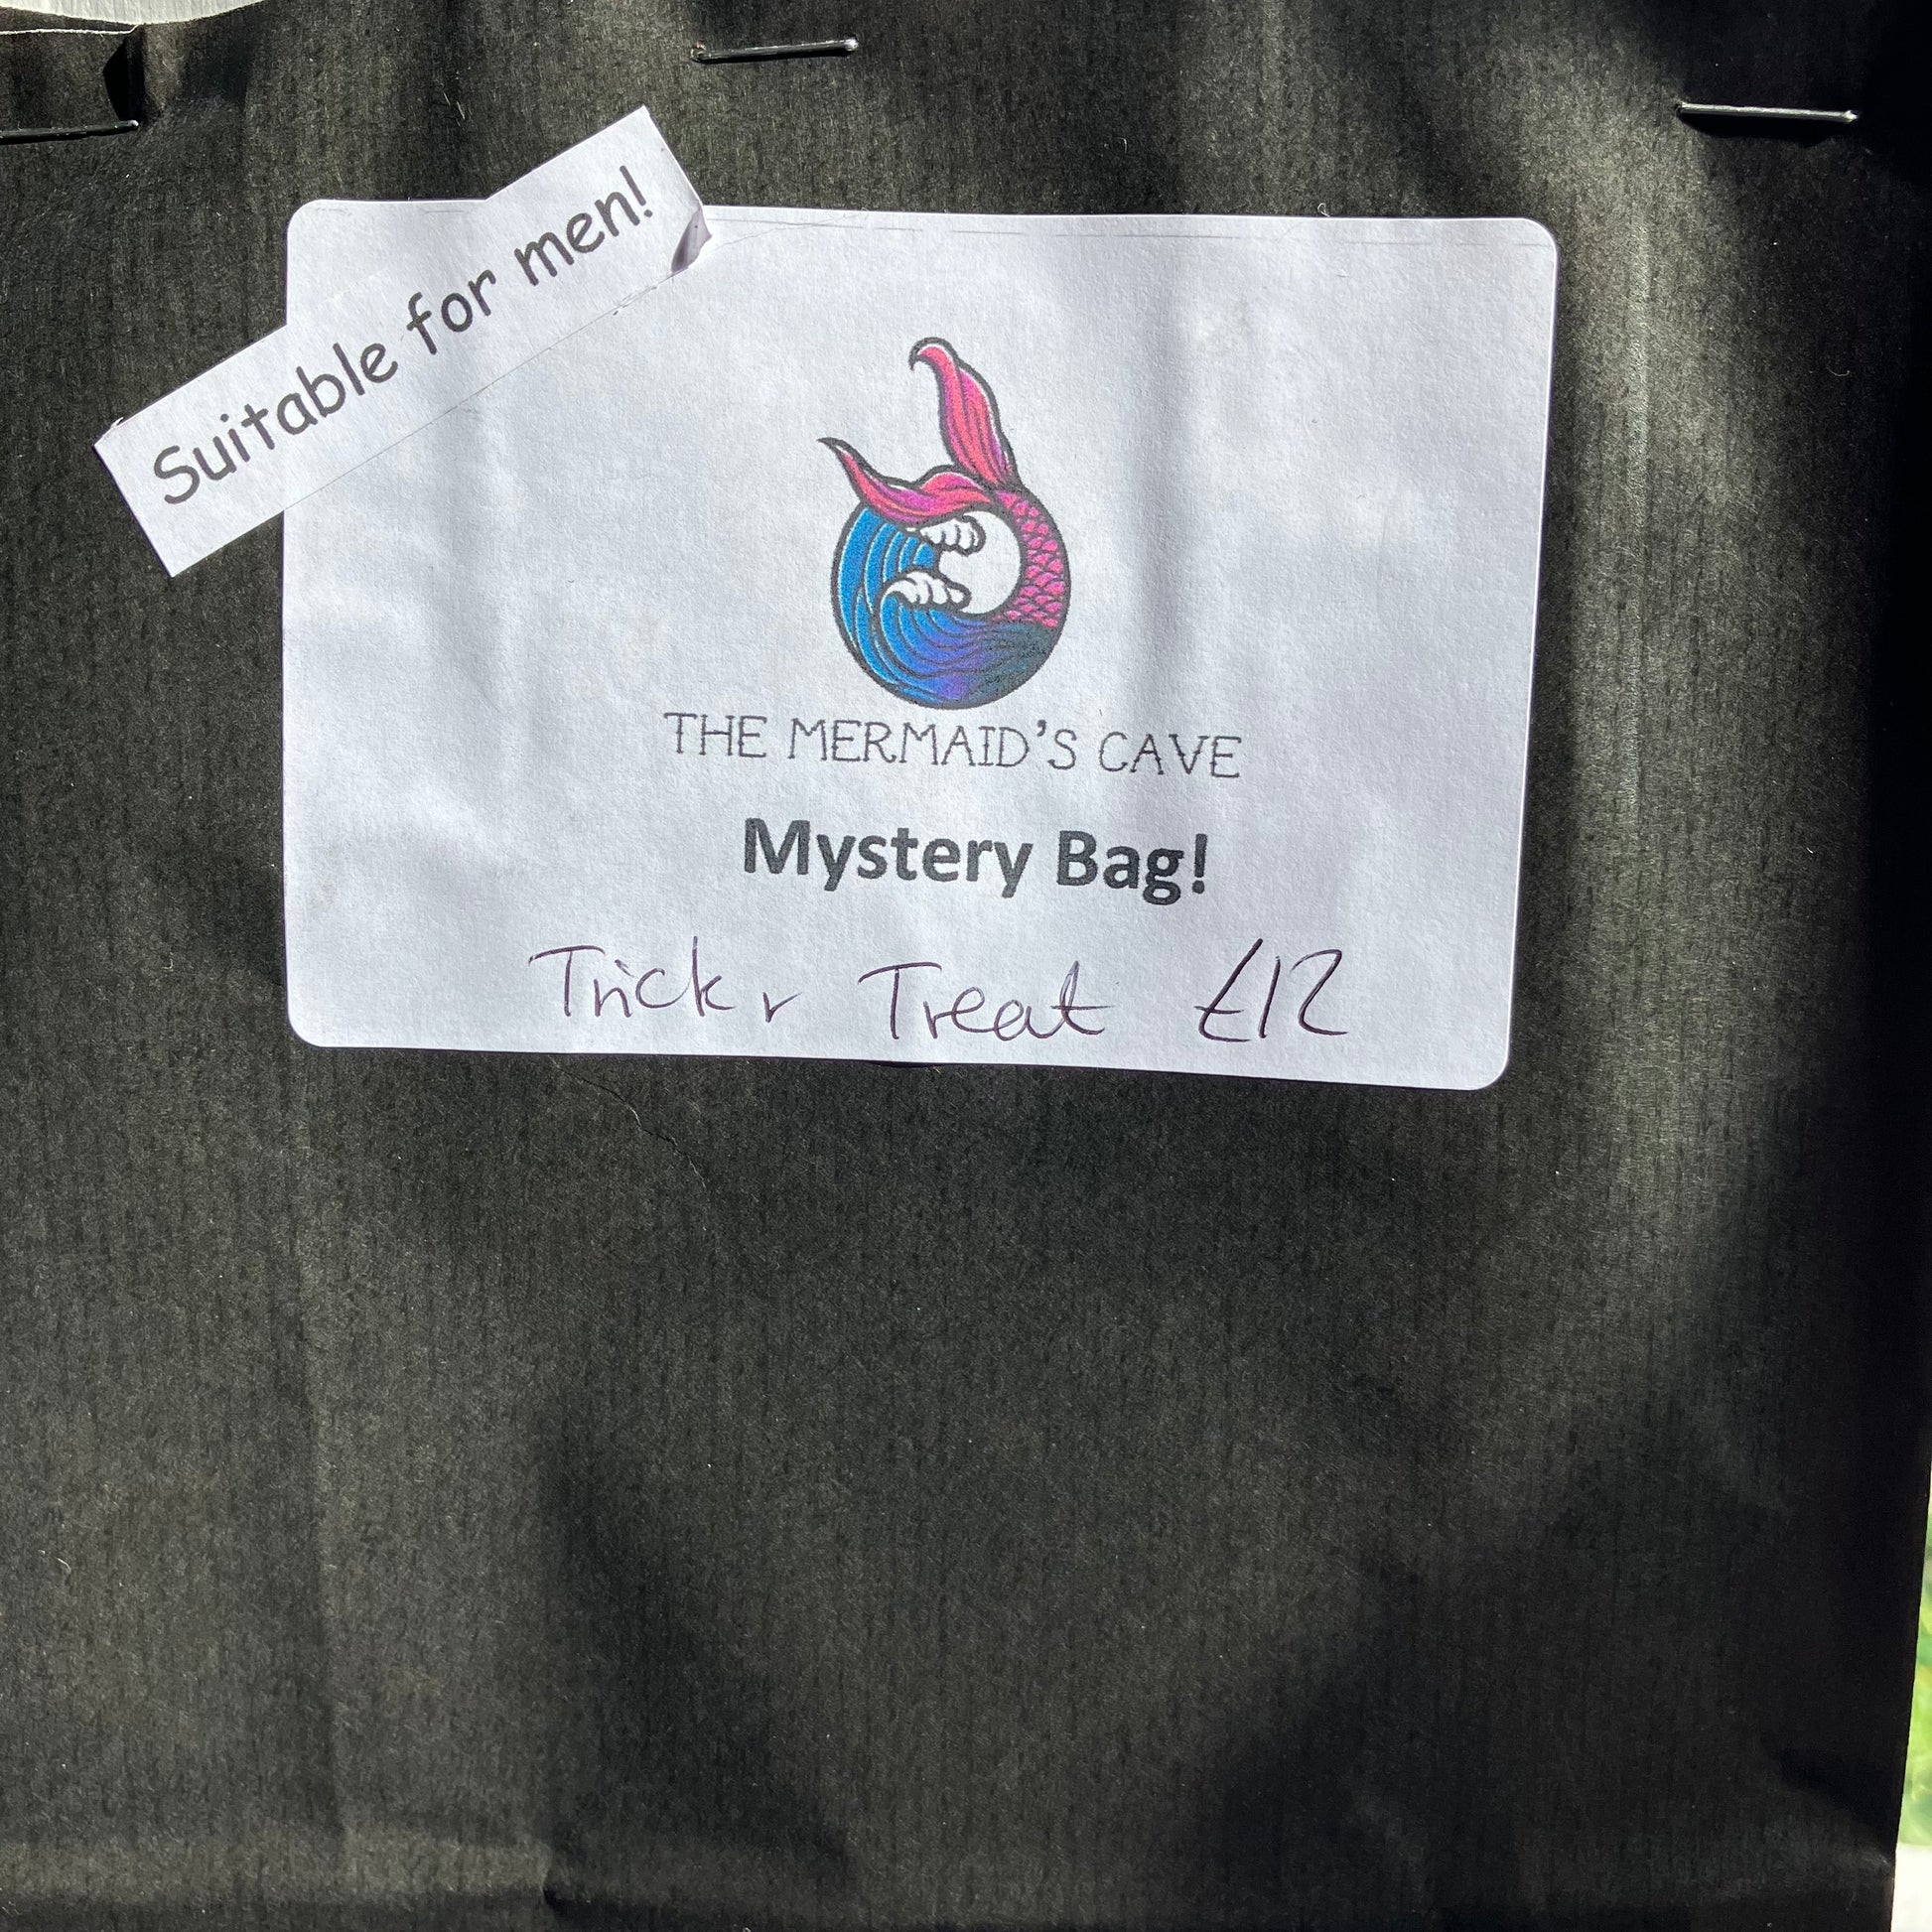 Suitable for men!
THE MERMAID'S CAVE
Mystery Bag!
Trick r Treat £12